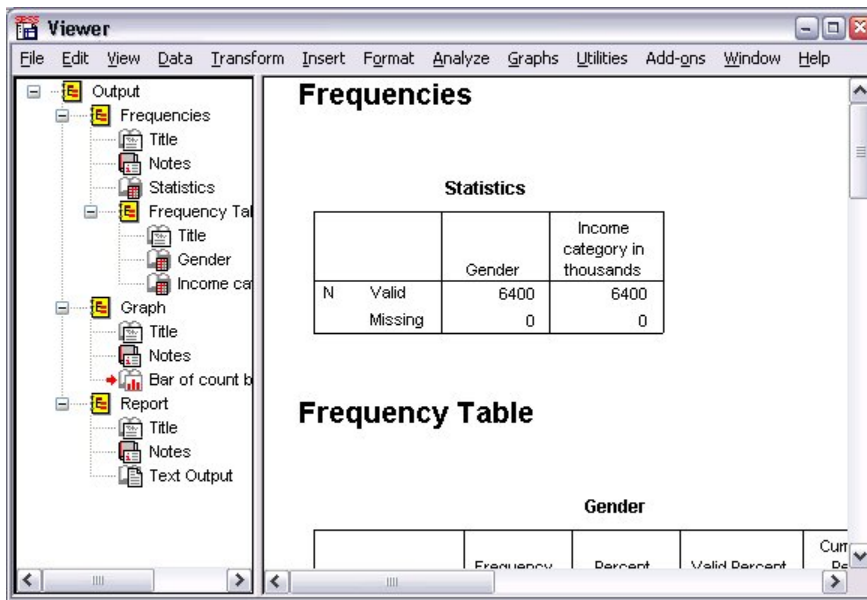 SPSS Viewer
File Edit View Data Transform Insert Format Analyze Graphs Utilities Add-ons Window Help
Output
Frequencies
Title
Notes
Statistics
Frequency Tal
Title
Gender
Income ca
Graph
Title
Notes
Bar of count b
Report
Title
Notes
Text Output
Frequencies
Statistics
Gender
Income
category in
thousands
N Valid 6400 6400
Missing 0 0
Frequency Table
Gender
Frequency Percent Valid Percent